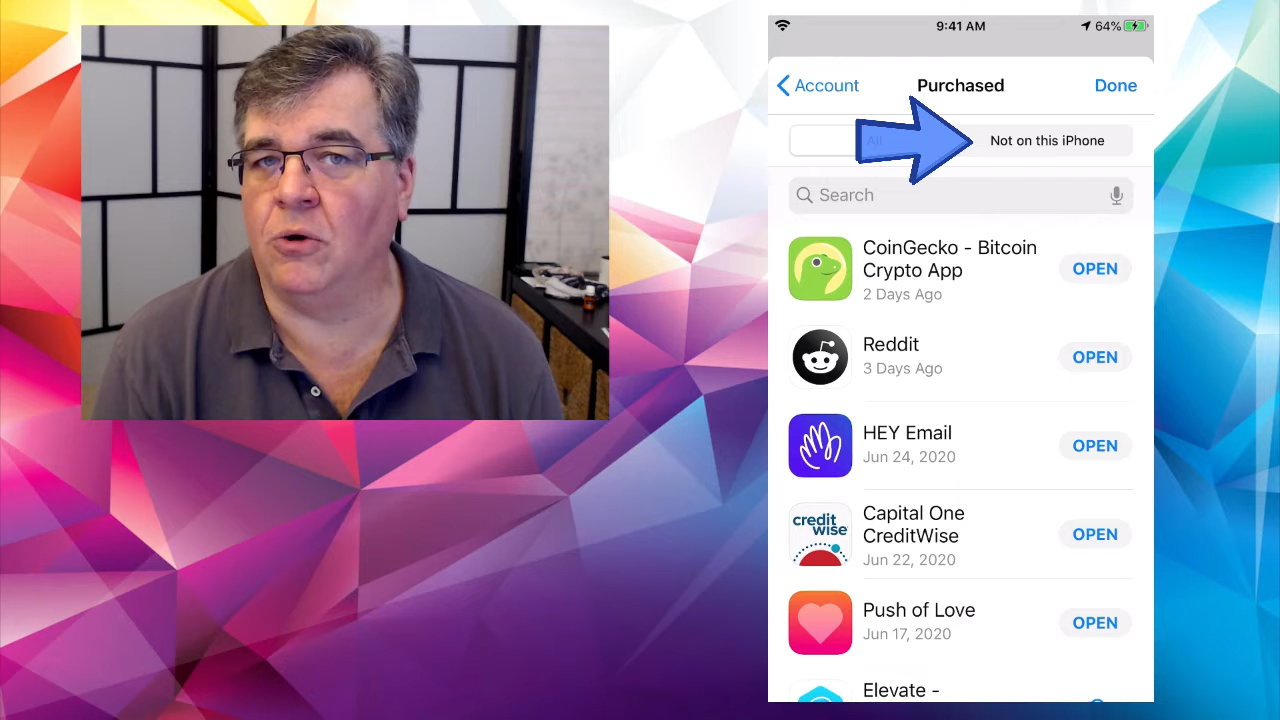 9:41 AM
64%
Account
Purchased
Done
All
Not on this iPhone
Search
CoinGecko - Bitcoin
Crypto App
2 Days Ago
OPEN
Reddit
3 Days Ago
OPEN
HEY Email
Jun 24, 2020
OPEN
credit
wise
Capital One
CreditWise
Jun 22, 2020
OPEN
Push of Love
Jun 17, 2020
OPEN
Elevate -